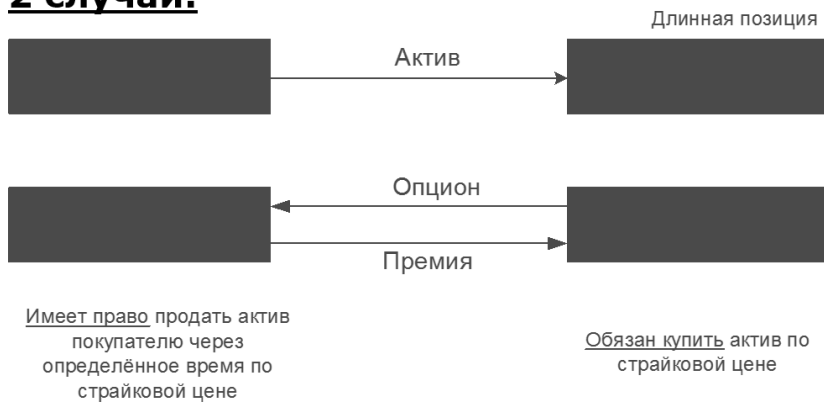 2 случай:
Длинная позиция
Актив
Опцион
Премия
Имеет право продать актив
покупателю через
определённое время по
страйковой цене
Обязан купить актив по
страйковой цене